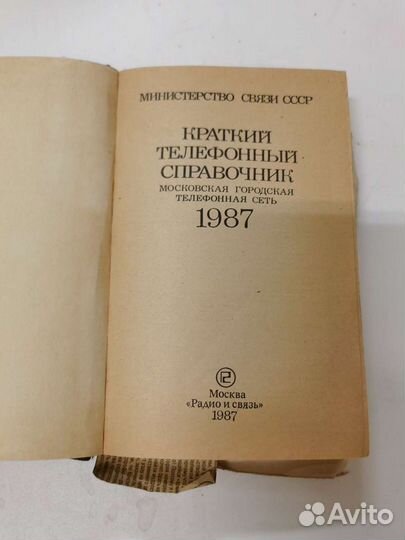 МИНИСТЕРСТВО СВЯЗИ СССР
КРАТКИЙ
ТЕЛЕФОННЫЙ
СПРАВОЧНИК
МОСКОВСКАЯ ГОРОДСКАЯ
ТЕЛЕФОННАЯ СЕТЬ
1987
Москва
«Радио и связь»
1987
Avito